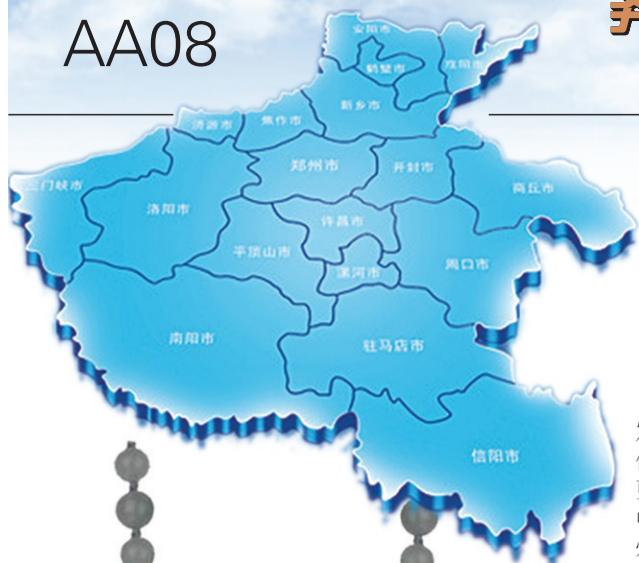 AA08
安阳市
鹤壁市
濮阳市
新乡市
济源市
焦作市
三门峡市
洛阳市
郑州市
开封市
商丘市
许昌市
平顶山市
漯河市
周口市
南阳市
驻马店市
信阳市